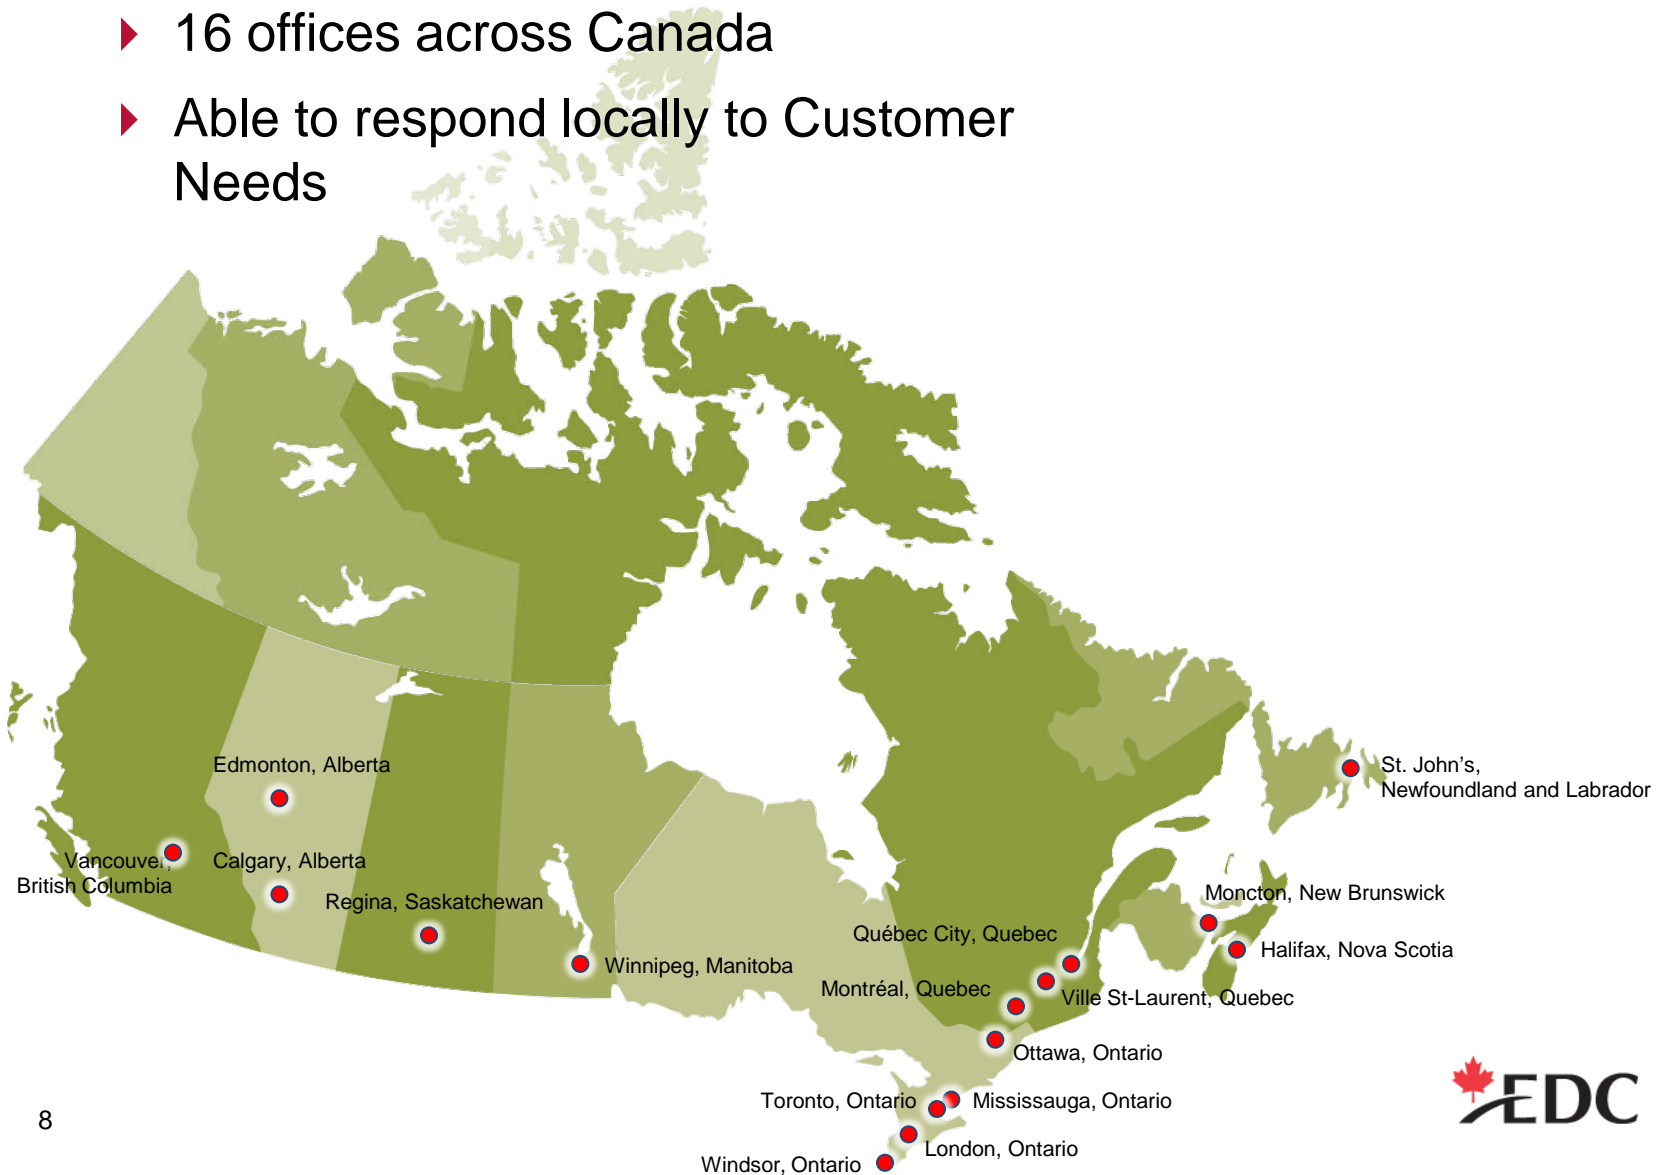 16 offices across Canada
Able to respond locally to Customer
Needs
Edmonton, Alberta
St. John’s,
Newfoundland and Labrador
Vancouver,
British Columbia
Calgary, Alberta
Regina, Saskatchewan
Moncton, New Brunswick
Québec City, Quebec
Halifax, Nova Scotia
Winnipeg, Manitoba
Montréal, Quebec
Ville St-Laurent, Quebec
Ottawa, Ontario
Toronto, Ontario
Mississauga, Ontario
London, Ontario
Windsor, Ontario
8
EDC